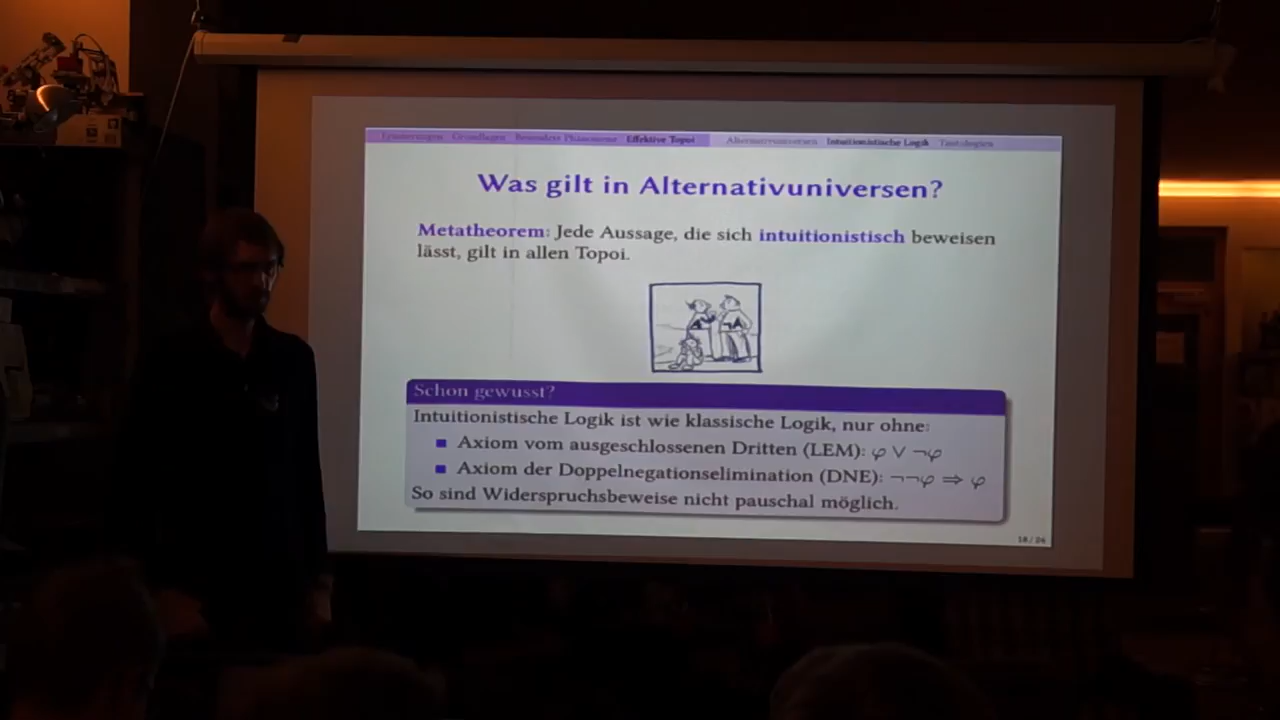 Erinnerungen Grundlagen Besondere Phänomene Effektive Topoi Alternativuniversen Intuitionistische Logik Tautologien
Was gilt in Alternativuniversen?
Metatheorem: Jede Aussage, die sich intuitionistisch beweisen
lässt, gilt in allen Topoi.
A ¬A
Schon gewusst?
Intuitionistische Logik ist wie klassische Logik, nur ohne:
Axiom vom ausgeschlossenen Dritten (LEM): φ ∨ ¬φ
Axiom der Doppelnegationselimination (DNE): ¬¬φ ⇒ φ
So sind Widerspruchsbeweise nicht pauschal möglich.